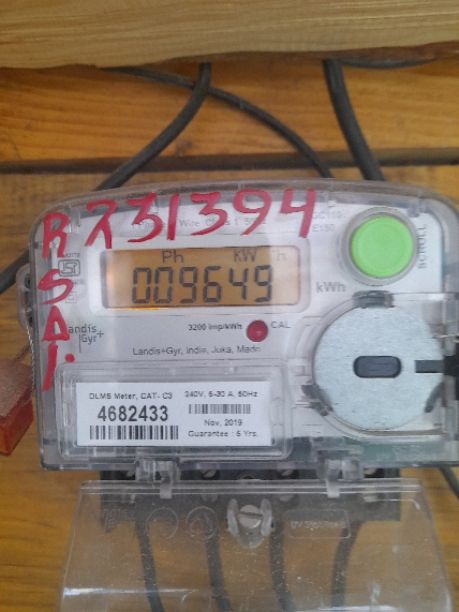 731394
R
S
D
1.
Ph kW h
009649
kWh
SCROLL
3200 imp/kWh
CAL
Landis
Gyr+
Landis+Gyr, India, Juka, Made
DLMS Meter, CAT- C3 240V, 5-30 A, 50Hz
4682433
Nov, 2019
Guarantee : 5 Yrs.